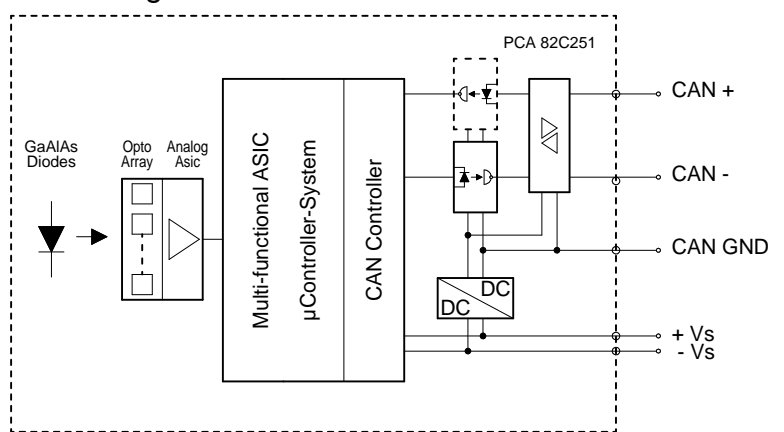 PCA 82C251
CAN +
GaAlAs
Diodes
Opto
Array
Analog
Asic
Multi-functional ASIC
µController-System
CAN Controller
CAN -
CAN GND
DC
DC
+ Vs
- Vs